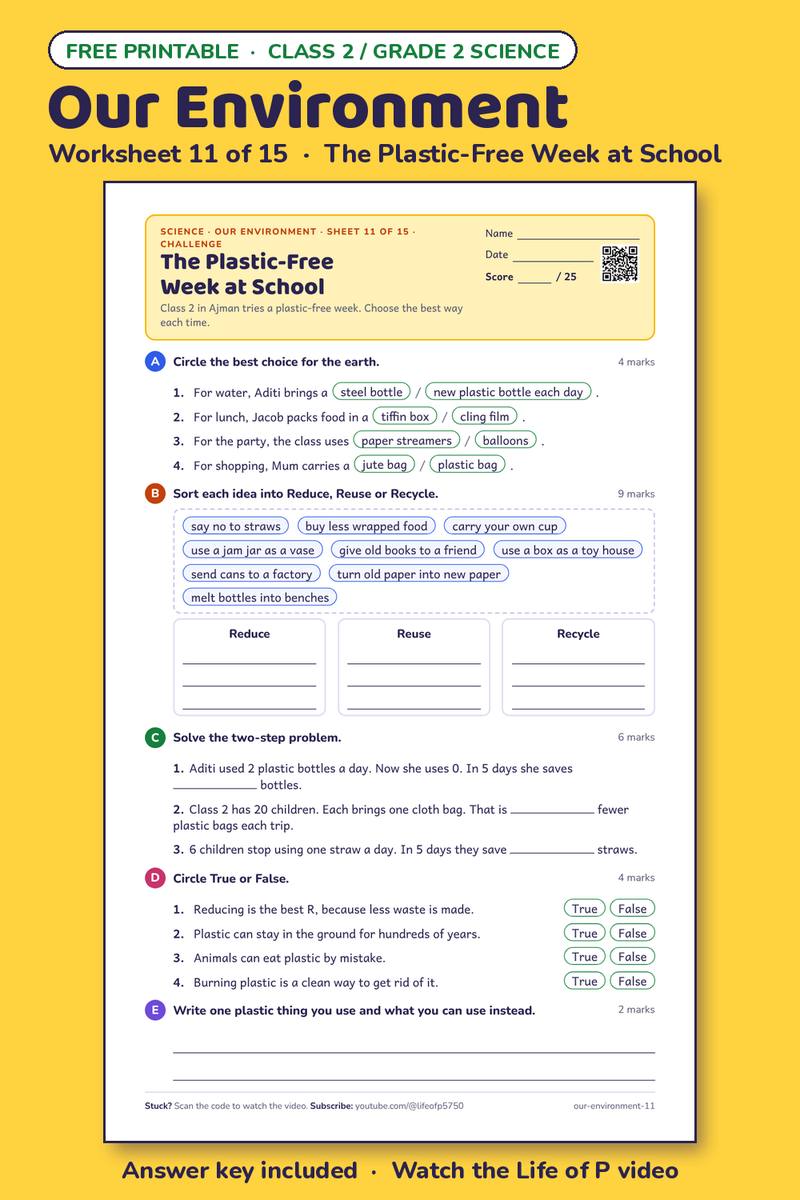 FREE PRINTABLE · CLASS 2 / GRADE 2 SCIENCE
Our Environment
Worksheet 11 of 15 · The Plastic-Free Week at School
SCIENCE · OUR ENVIRONMENT · SHEET 11 OF 15 ·
CHALLENGE
The Plastic-Free
Week at School
Class 2 in Ajman tries a plastic-free week. Choose the best way
each time.
Name
Date
Score ______ / 25
A Circle the best choice for the earth. 4 marks
1. For water, Aditi brings a steel bottle / new plastic bottle each day .
2. For lunch, Jacob packs food in a tiffin box / cling film .
3. For the party, the class uses paper streamers / balloons .
4. For shopping, Mum carries a jute bag / plastic bag .
B Sort each idea into Reduce, Reuse or Recycle. 9 marks
say no to straws buy less wrapped food carry your own cup
use a jam jar as a vase give old books to a friend use a box as a toy house
send cans to a factory turn old paper into new paper
melt bottles into benches
Reduce Reuse Recycle
C Solve the two-step problem. 6 marks
1. Aditi used 2 plastic bottles a day. Now she uses 0. In 5 days she saves
____________ bottles.
2. Class 2 has 20 children. Each brings one cloth bag. That is ____________ fewer
plastic bags each trip.
3. 6 children stop using one straw a day. In 5 days they save ____________ straws.
D Circle True or False. 4 marks
1. Reducing is the best R, because less waste is made. True False
2. Plastic can stay in the ground for hundreds of years. True False
3. Animals can eat plastic by mistake. True False
4. Burning plastic is a clean way to get rid of it. True False
E Write one plastic thing you use and what you can use instead. 2 marks
Stuck? Scan the code to watch the video. Subscribe: youtube.com/@lifeofp5750 our-environment-11
Answer key included · Watch the Life of P video